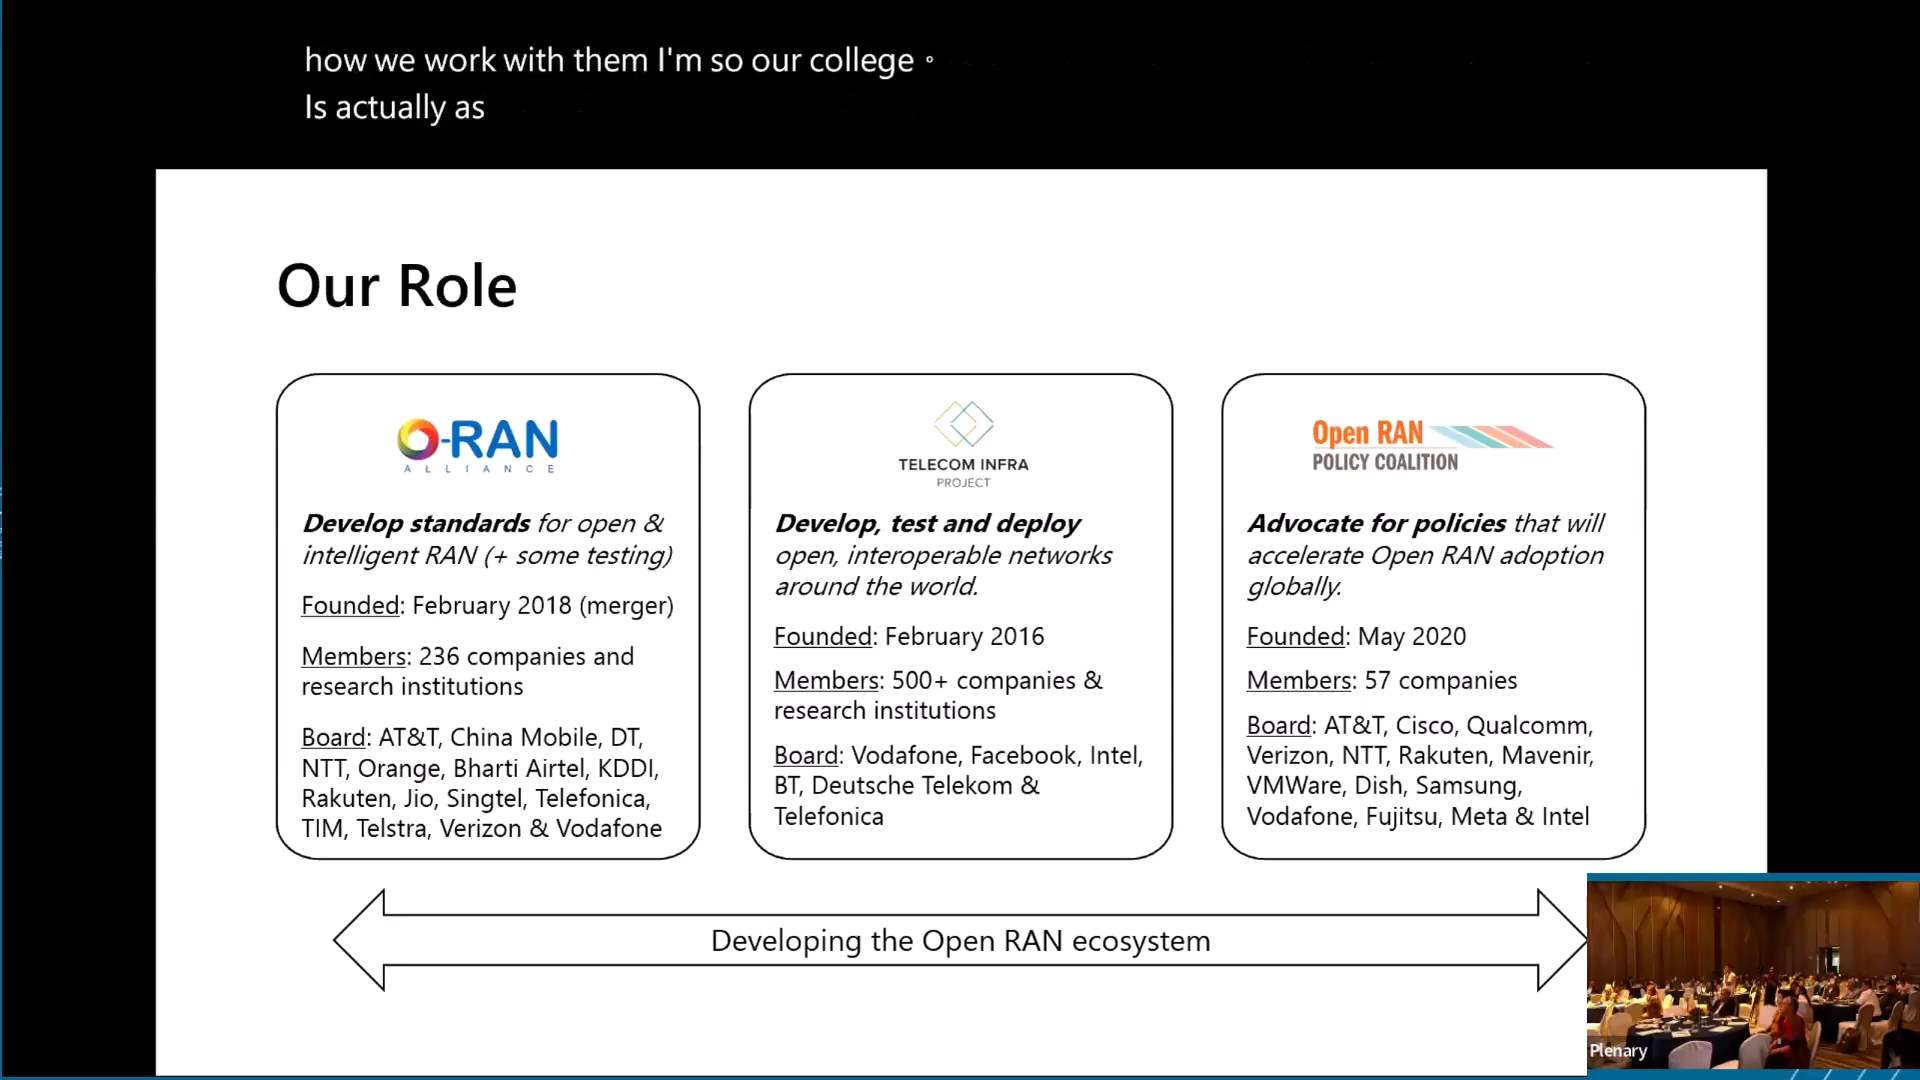 how we work with them I'm so our college。
Is actually as
Our Role
O-RAN
ALLIANCE
Develop standards for open &
intelligent RAN (+ some testing)
Founded: February 2018 (merger)
Members: 236 companies and
research institutions
Board: AT&T, China Mobile, DT,
NTT, Orange, Bharti Airtel, KDDI,
Rakuten, Jio, Singtel, Telefonica,
TIM, Telstra, Verizon & Vodafone
TELECOM INFRA
PROJECT
Develop, test and deploy
open, interoperable networks
around the world.
Founded: February 2016
Members: 500+ companies &
research institutions
Board: Vodafone, Facebook, Intel,
BT, Deutsche Telekom &
Telefonica
Open RAN
POLICY COALITION
Advocate for policies that will
accelerate Open RAN adoption
globally.
Founded: May 2020
Members: 57 companies
Board: AT&T, Cisco, Qualcomm,
Verizon, NTT, Rakuten, Mavenir,
VMWare, Dish, Samsung,
Vodafone, Fujitsu, Meta & Intel
Developing the Open RAN ecosystem
Plenary